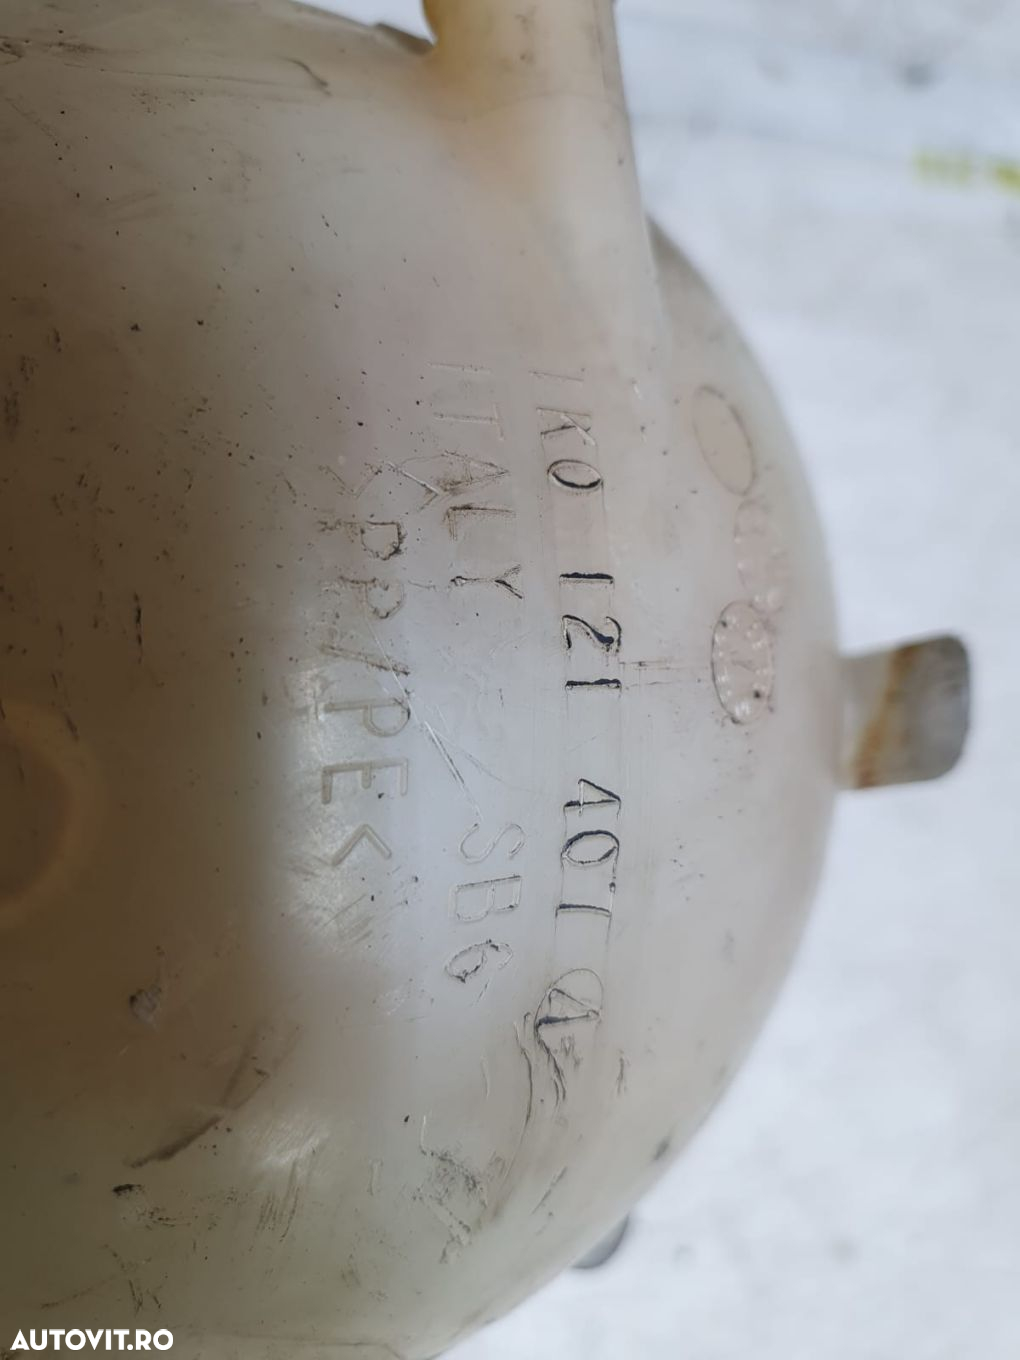 1K0 121 407 A
ITALY SB6
>PP/PE<
AUTOVIT.RO